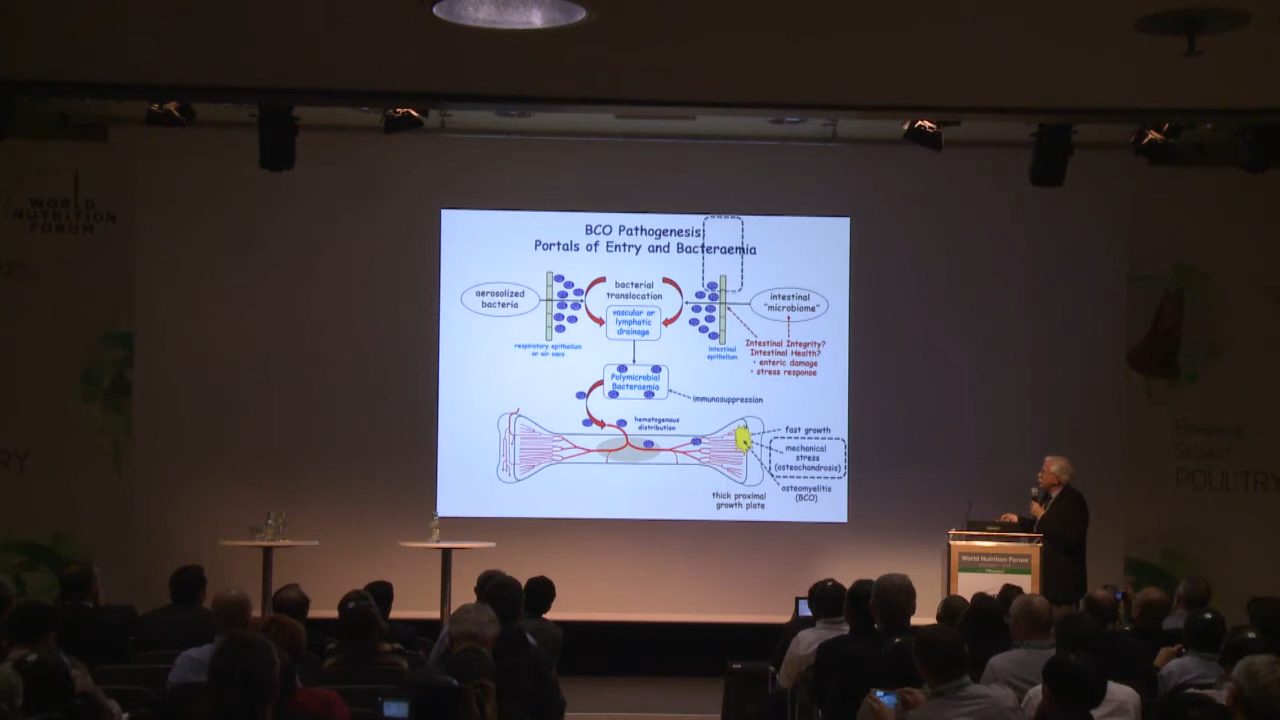 WORLD
NUTRITION
FORUM
BCO Pathogenesis
Portals of Entry and Bacteraemia
aerosolized
bacteria
bacterial
translocation
vascular or
lymphatic
drainage
intestinal
"microbiome"
respiratory epithelium
or air sacs
intestinal
epithelium
Intestinal Integrity?
Intestinal Health?
• enteric damage
• stress response
Polymicrobial
Bacteraemia
immunosuppression
hematogenous
distribution
fast growth
mechanical
stress
(osteochondrosis)
osteomyelitis
(BCO)
thick proximal
growth plate
RY
POULTRY
World Nutrition Forum